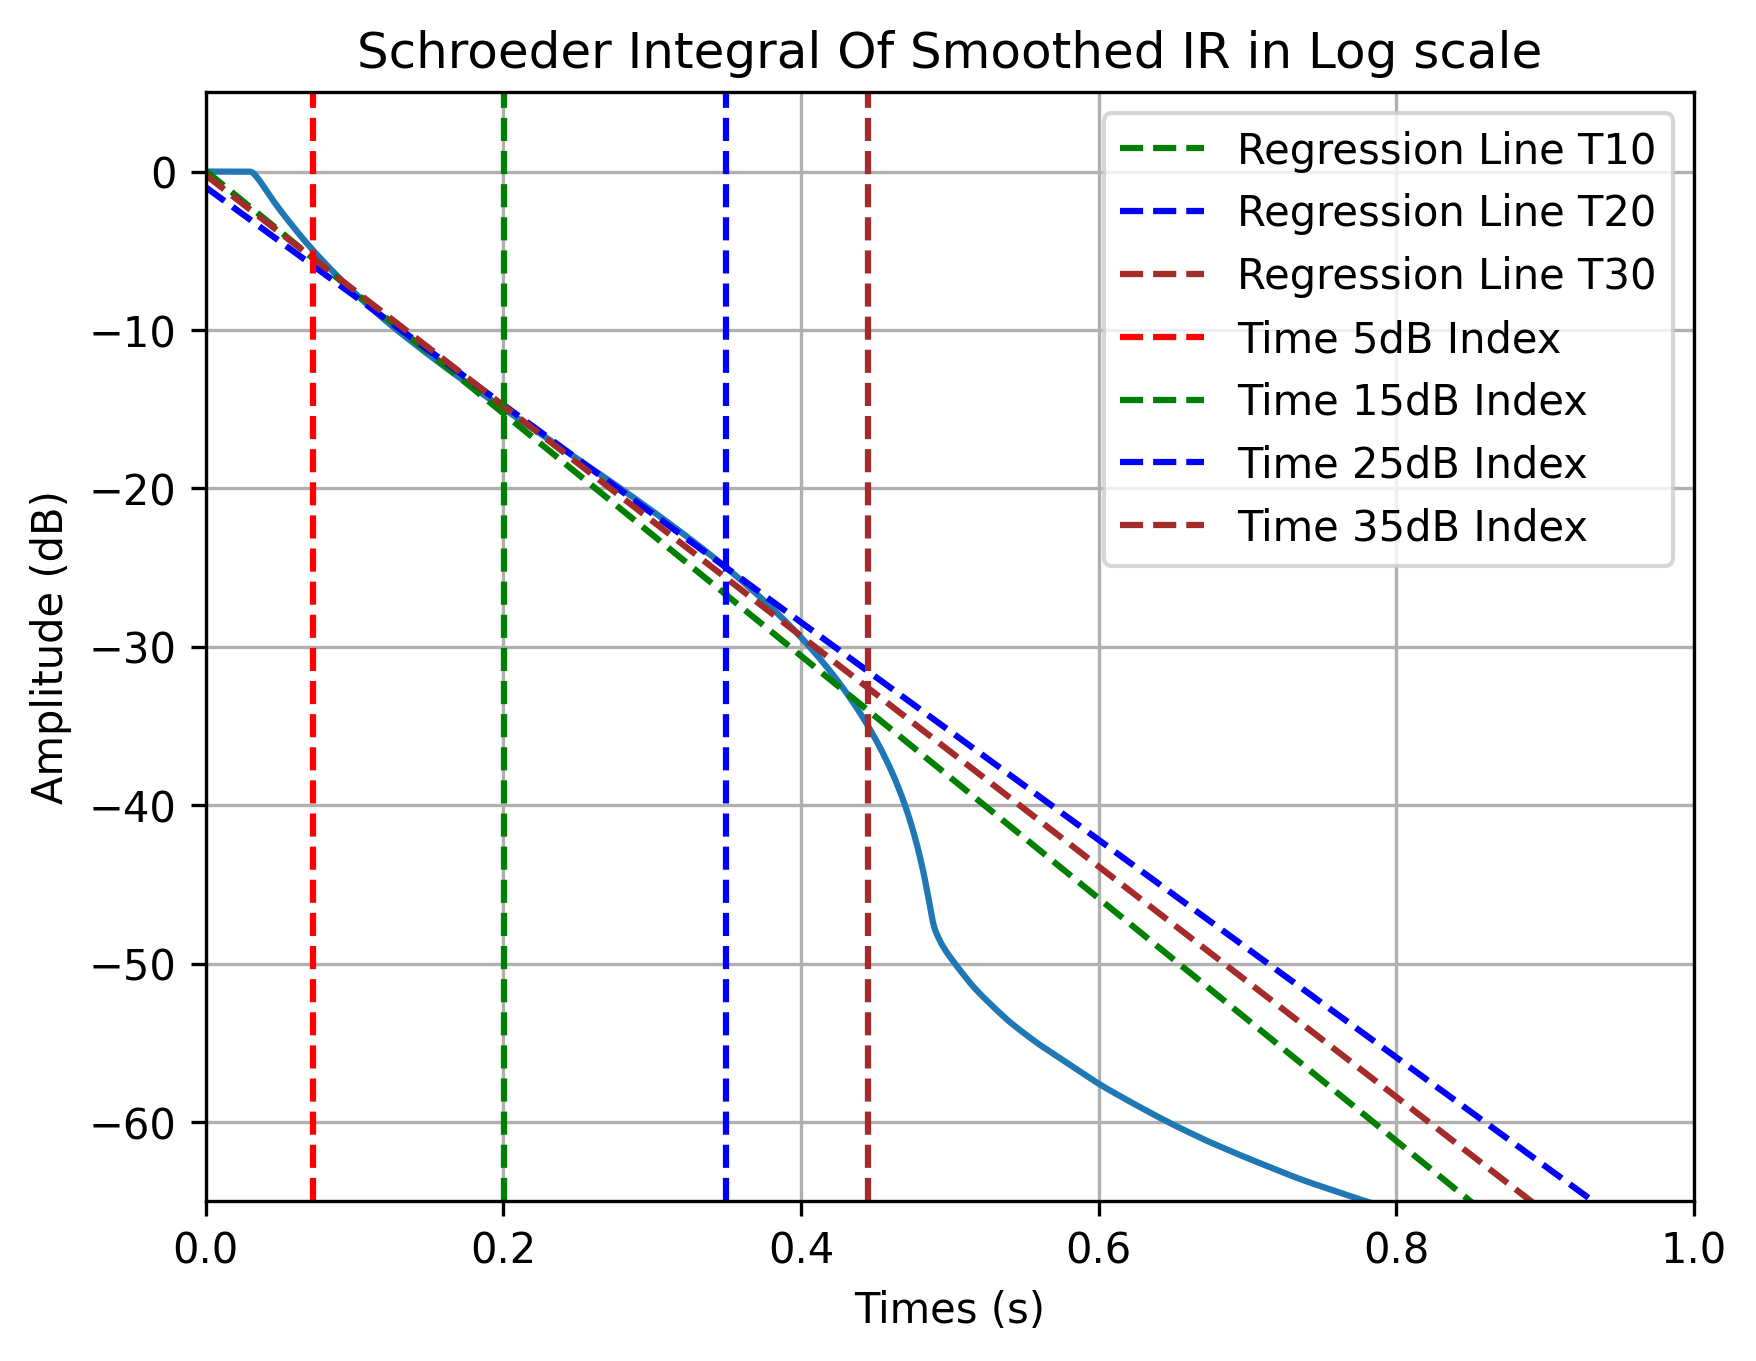 Schroeder Integral Of Smoothed IR in Log scale
Regression Line T10
Regression Line T20
Regression Line T30
Time 5dB Index
Time 15dB Index
Time 25dB Index
Time 35dB Index
Amplitude (dB)
0
−10
−20
−30
−40
−50
−60
0.0 0.2 0.4 0.6 0.8 1.0
Times (s)